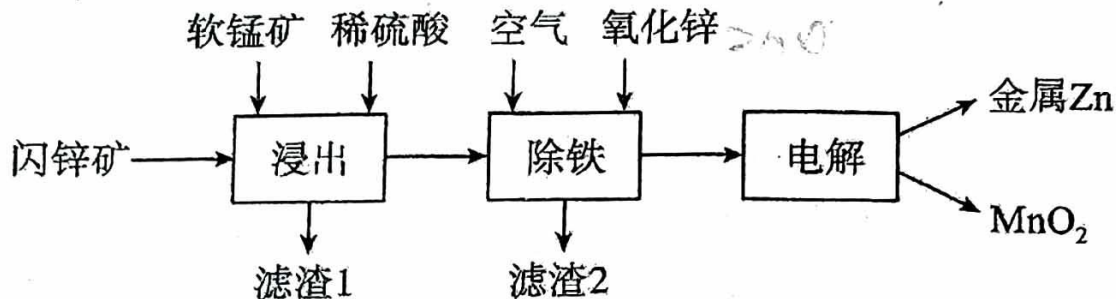 软锰矿 稀硫酸 空气 氧化锌 ZnO
闪锌矿 浸出 除铁 电解 金属Zn
MnO₂
滤渣1 滤渣2